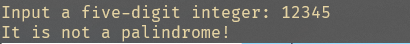 Input a five-digit integer: 12345
It is not a palindrome!